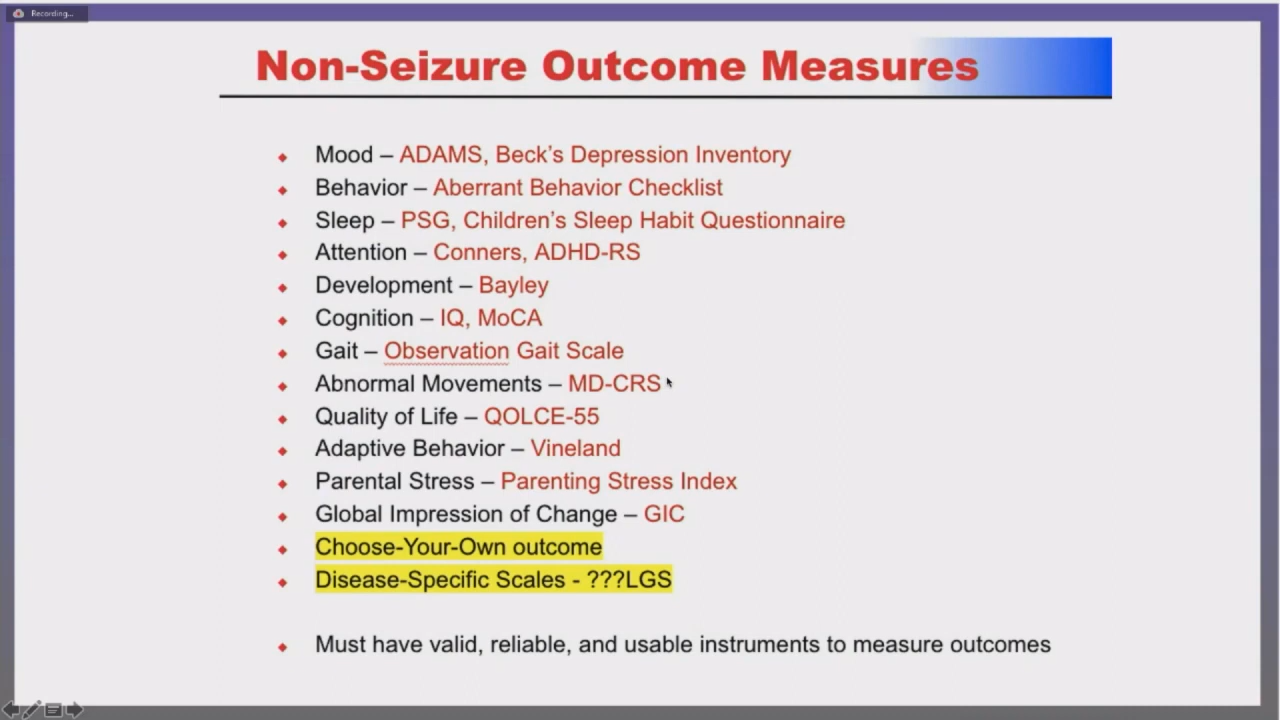 Recording...
Non-Seizure Outcome Measures
Mood – ADAMS, Beck's Depression Inventory
Behavior – Aberrant Behavior Checklist
Sleep – PSG, Children's Sleep Habit Questionnaire
Attention – Conners, ADHD-RS
Development – Bayley
Cognition – IQ, MoCA
Gait – Observation Gait Scale
Abnormal Movements – MD-CRS
Quality of Life – QOLCE-55
Adaptive Behavior – Vineland
Parental Stress – Parenting Stress Index
Global Impression of Change – GIC
Choose-Your-Own outcome
Disease-Specific Scales - ???LGS
Must have valid, reliable, and usable instruments to measure outcomes